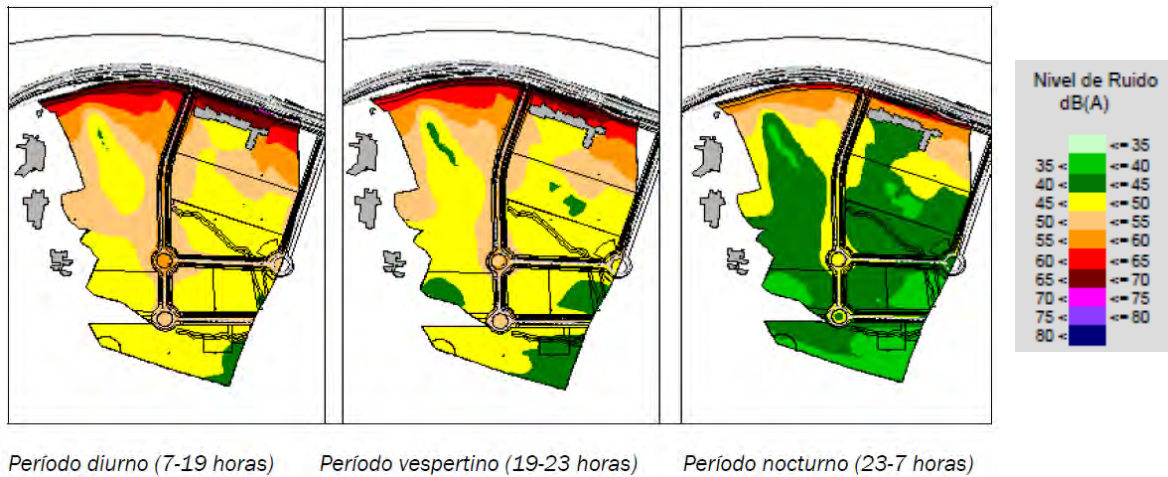 Nivel de Ruido
dB(A)
<= 35
35 < <= 40
40 < <= 45
45 < <= 50
50 < <= 55
55 < <= 60
60 < <= 65
65 < <= 70
70 < <= 75
75 < <= 80
80 <
Período diurno (7-19 horas) Período vespertino (19-23 horas) Período nocturno (23-7 horas)